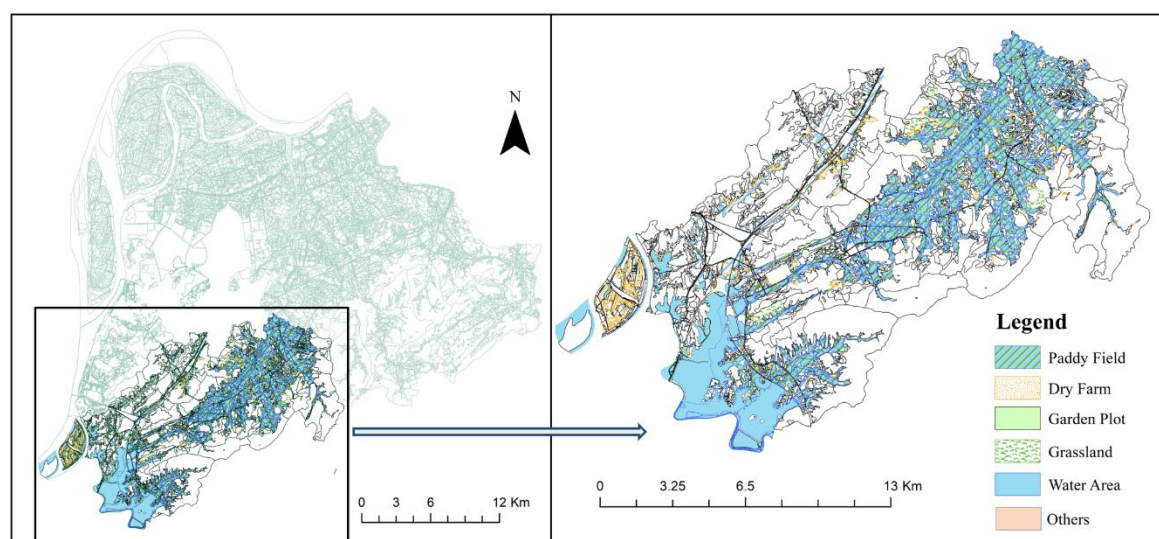 N
0 3 6 12 Km
0 3.25 6.5 13 Km
Legend
Paddy Field
Dry Farm
Garden Plot
Grassland
Water Area
Others